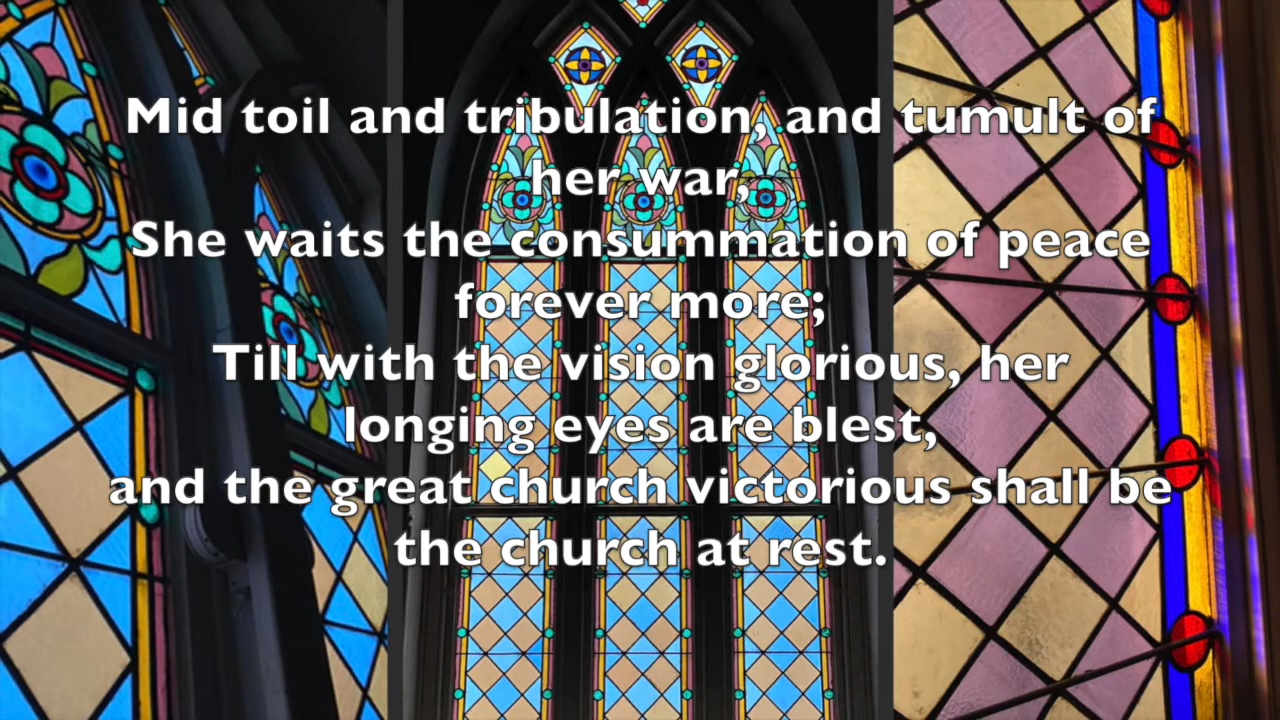 Mid toil and tribulation, and tumult of
her war,
She waits the consummation of peace
forever more;
Till with the vision glorious, her
longing eyes are blest,
and the great church victorious shall be
the church at rest.